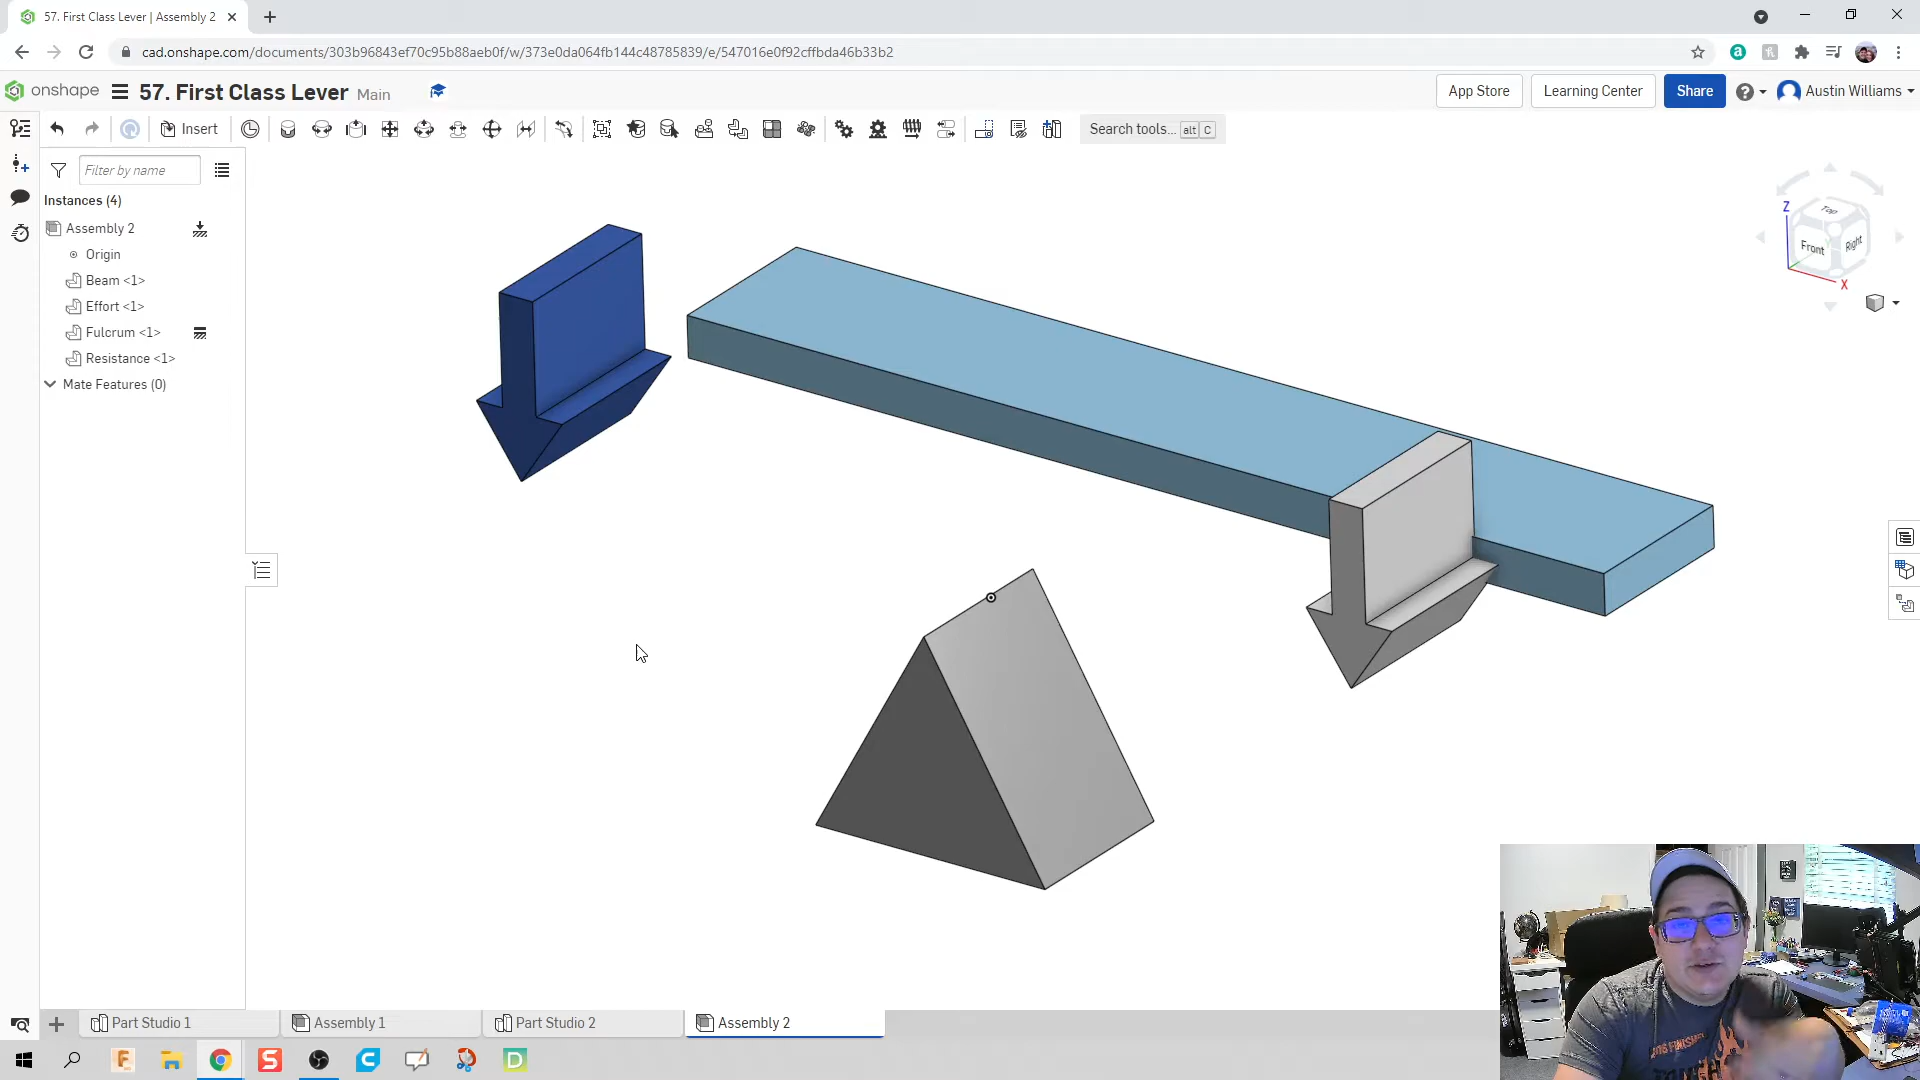 57. First Class Lever | Assembly 2
cad.onshape.com/documents/303b96843ef70c95b88aeb0f/w/373e0da064fb144c48785839/e/547016e0f92cffbda46b33b2
onshape 57. First Class Lever Main App Store Learning Center Share Austin Williams
Insert Search tools... alt C
Filter by name
Instances (4)
Assembly 2
Origin
Beam <1>
Effort <1>
Fulcrum <1>
Resistance <1>
Mate Features (0)
Z
Top
Front
Right
X
Part Studio 1 Assembly 1 Part Studio 2 Assembly 2